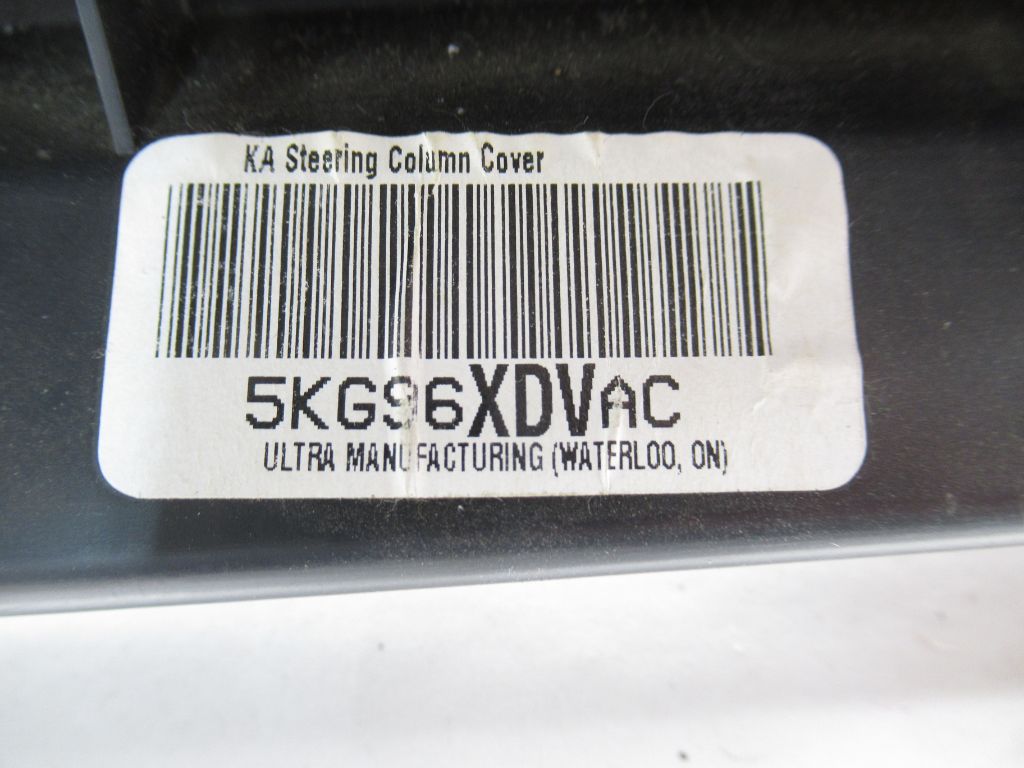 KA Steering Column Cover
5KG96XDVAC
ULTRA MANUFACTURING (WATERLOO, ON)